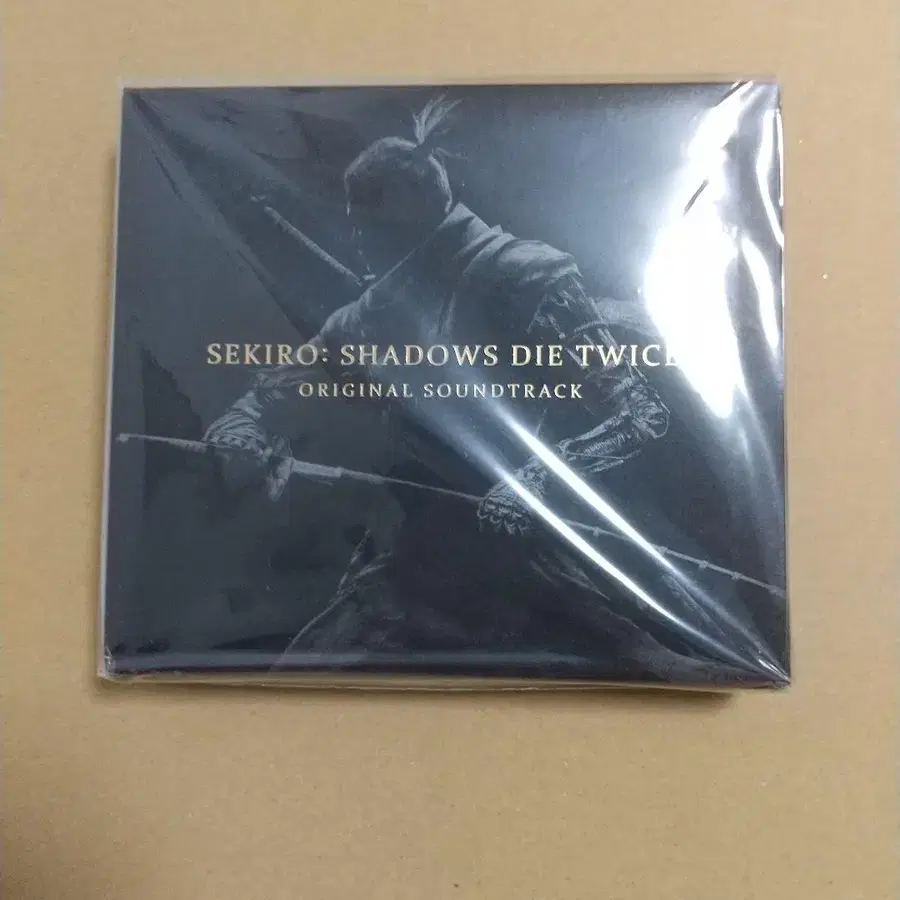 SEKIRO: SHADOWS DIE TWICE
ORIGINAL SOUNDTRACK